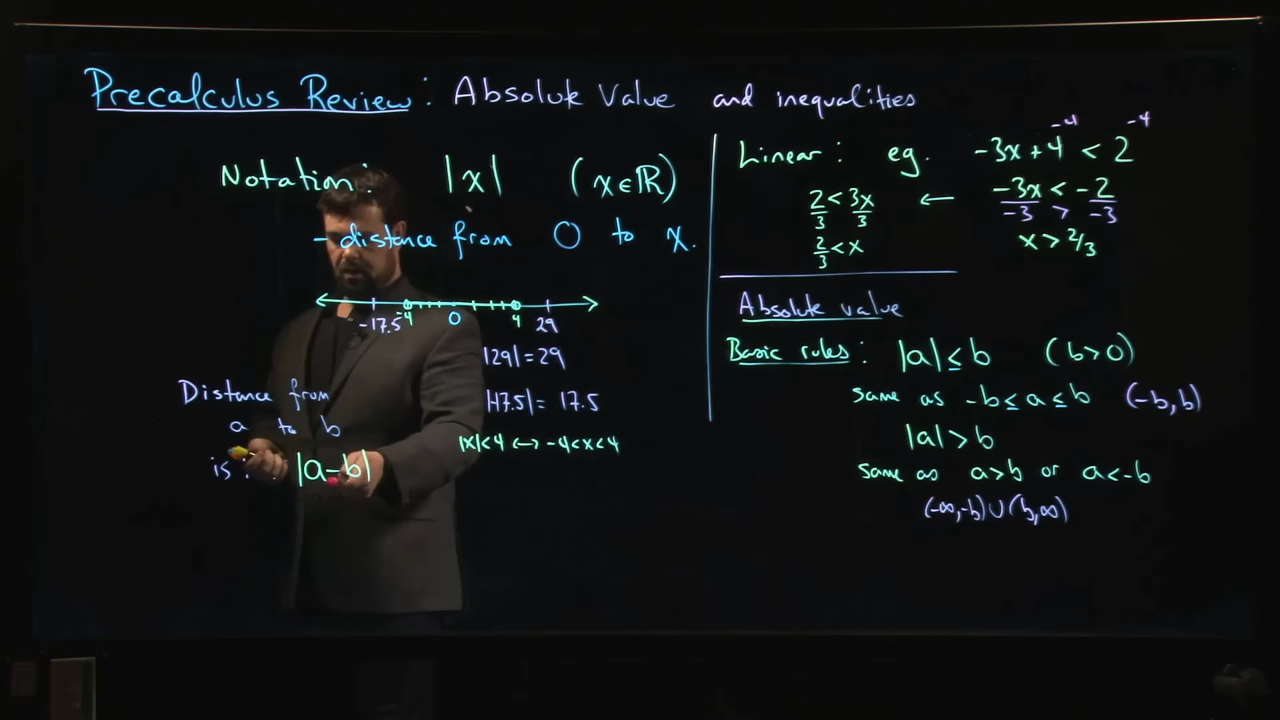 Precalculus Review: Absolute Value and inequalities
Notation: |x| (x∈ℝ)
- distance from 0 to x.
-17.5 -4 0 4 29
|29|=29
|-17.5|= 17.5
|x|<4 ↔ -4<x<4
Distance from
a to b
is: |a-b|
Linear: eg. -3x+4 < 2
-4 -4
2/3 < 3x/3 ← -3x/-3 < -2/-3
>
2/3 < x
x > 2/3
Absolute value
Basic rules: |a| ≤ b (b>0)
same as -b ≤ a ≤ b (-b,b)
|a| > b
same as a>b or a<-b
(-∞,-b)∪(b,∞)